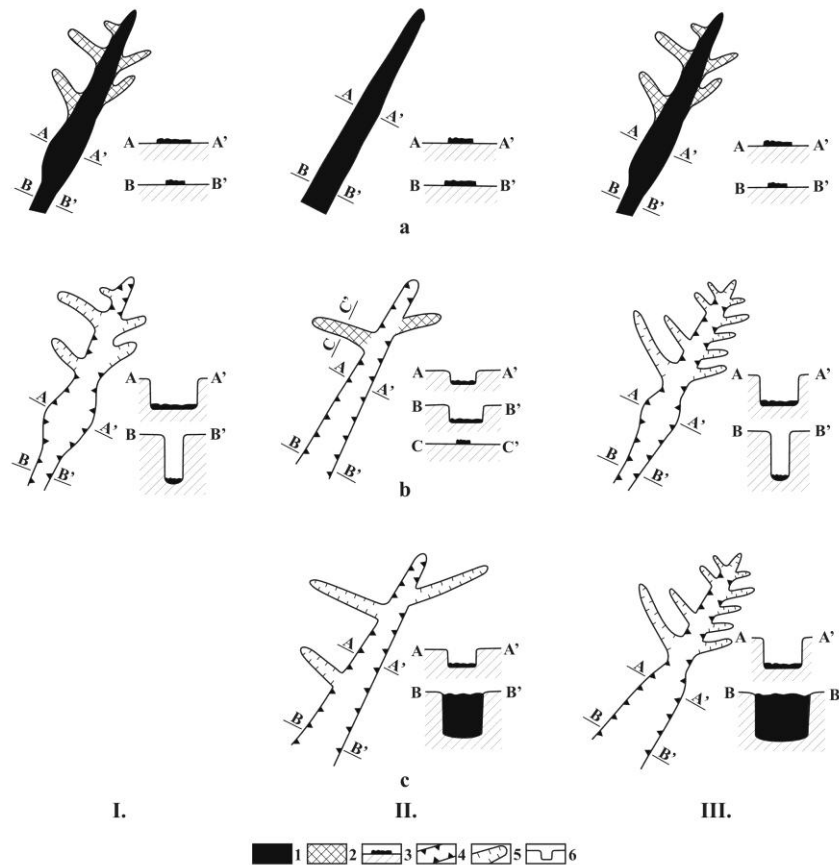 A A' A A' A A' A A' A A' A A'
B B' B B' B B' B B' B B' B B'
a
C' C
A A' A A' A A' A A' A A' A A'
B B' B B' B B' B B' B B' B B'
C C'
b
A A' A A' A A' A A'
B B' B B' B B' B B
c
I. II. III.
1 2 3 4 5 6